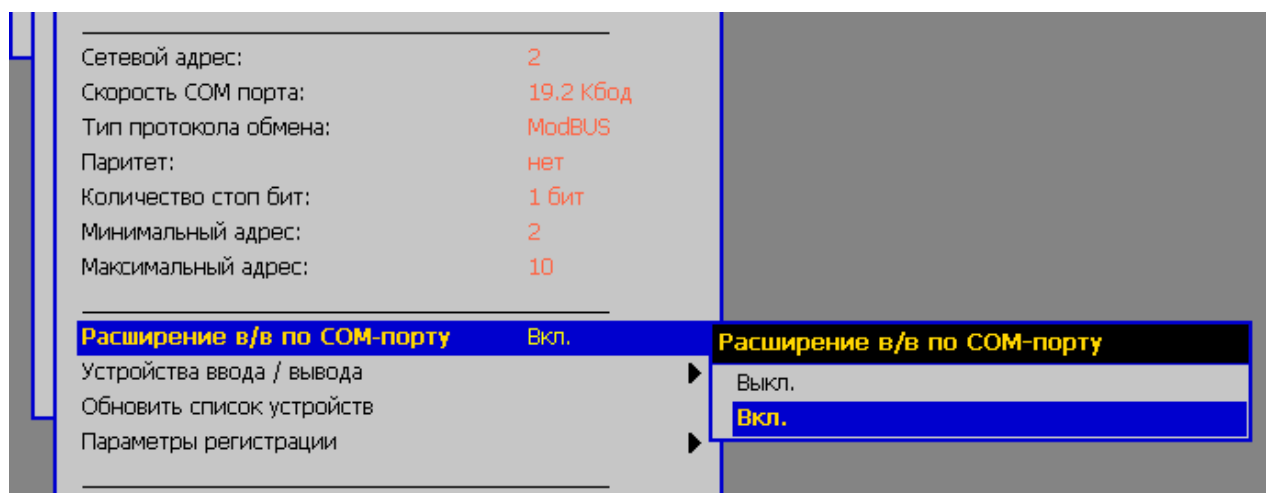 Сетевой адрес: 2
Скорость COM порта: 19.2 Кбод
Тип протокола обмена: ModBUS
Паритет: нет
Количество стоп бит: 1 бит
Минимальный адрес: 2
Максимальный адрес: 10
Расширение в/в по COM-порту Вкл.
Устройства ввода / вывода
Обновить список устройств
Параметры регистрации
Расширение в/в по COM-порту
Выкл.
Вкл.